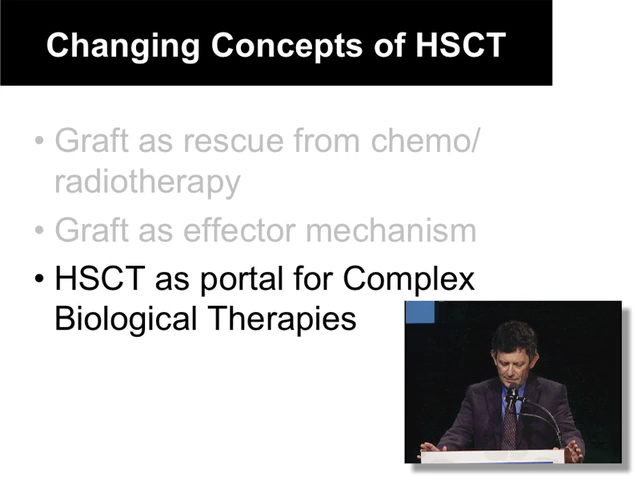 Changing Concepts of HSCT
• Graft as rescue from chemo/
radiotherapy
• Graft as effector mechanism
• HSCT as portal for Complex
Biological Therapies